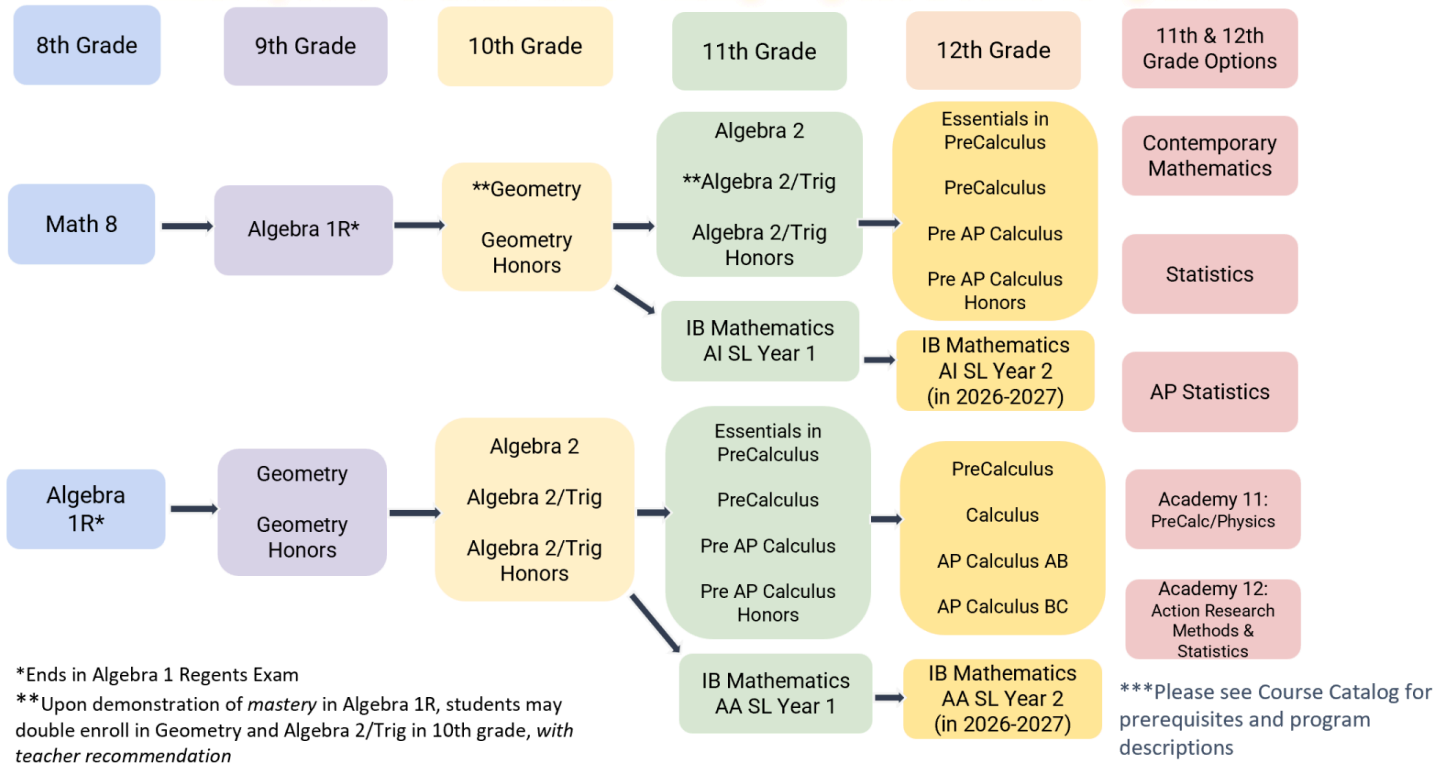 8th Grade
9th Grade
10th Grade
11th Grade
12th Grade
11th & 12th
Grade Options
Math 8
Algebra 1R*
**Geometry
Geometry
Honors
Algebra 2
**Algebra 2/Trig
Algebra 2/Trig
Honors
Essentials in
PreCalculus
PreCalculus
Pre AP Calculus
Pre AP Calculus
Honors
IB Mathematics
AI SL Year 1
IB Mathematics
AI SL Year 2
(in 2026-2027)
Algebra
1R*
Geometry
Geometry
Honors
Algebra 2
Algebra 2/Trig
Algebra 2/Trig
Honors
Essentials in
PreCalculus
PreCalculus
Pre AP Calculus
Pre AP Calculus
Honors
PreCalculus
Calculus
AP Calculus AB
AP Calculus BC
IB Mathematics
AA SL Year 1
IB Mathematics
AA SL Year 2
(in 2026-2027)
Contemporary
Mathematics
Statistics
AP Statistics
Academy 11:
PreCalc/Physics
Academy 12:
Action Research
Methods &
Statistics
*Ends in Algebra 1 Regents Exam
**Upon demonstration of mastery in Algebra 1R, students may
double enroll in Geometry and Algebra 2/Trig in 10th grade, with
teacher recommendation
***Please see Course Catalog for
prerequisites and program
descriptions